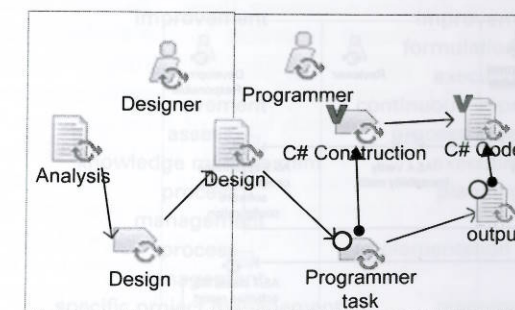 Designer
Programmer
Analysis
Design
C# Construction
C# Code
Design
Programmer
task
output